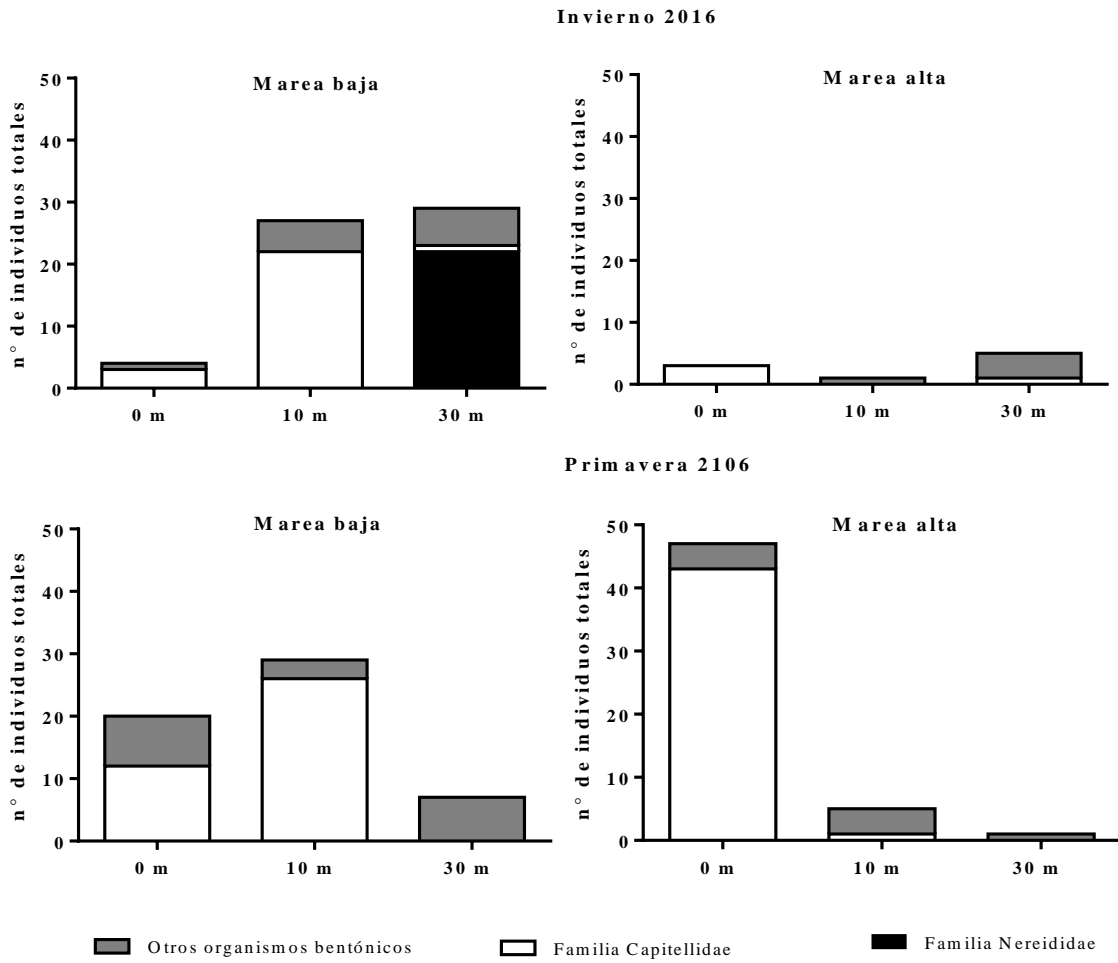 Invierno 2016
Marea baja
n° de individuos totales
50
40
30
20
10
0
0 m
10 m
30 m
Marea alta
n° de individuos totales
50
40
30
20
10
0
0 m
10 m
30 m
Primavera 2106
Marea baja
n° de individuos totales
50
40
30
20
10
0
0 m
10 m
30 m
Marea alta
n° de individuos totales
50
40
30
20
10
0
0 m
10 m
30 m
Otros organismos bentónicos
Familia Capitellidae
Familia Nereididae